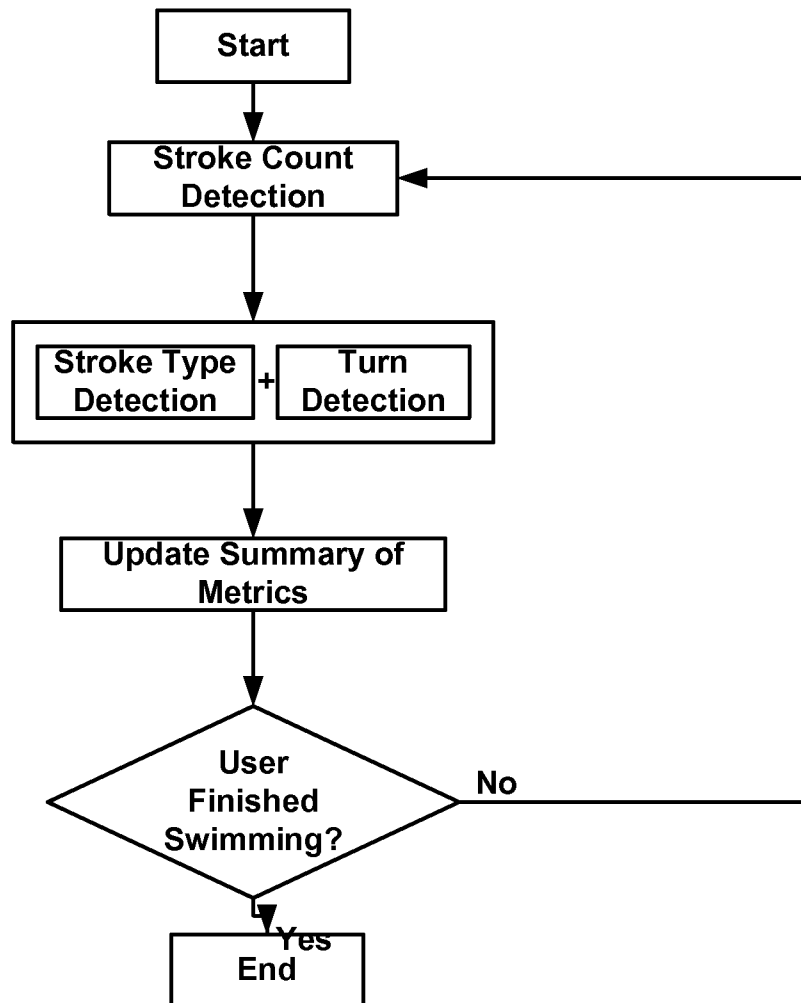 Start
Stroke Count
Detection
Stroke Type
Detection
+
Turn
Detection
Update Summary of
Metrics
User
Finished
Swimming?
No
Yes
End